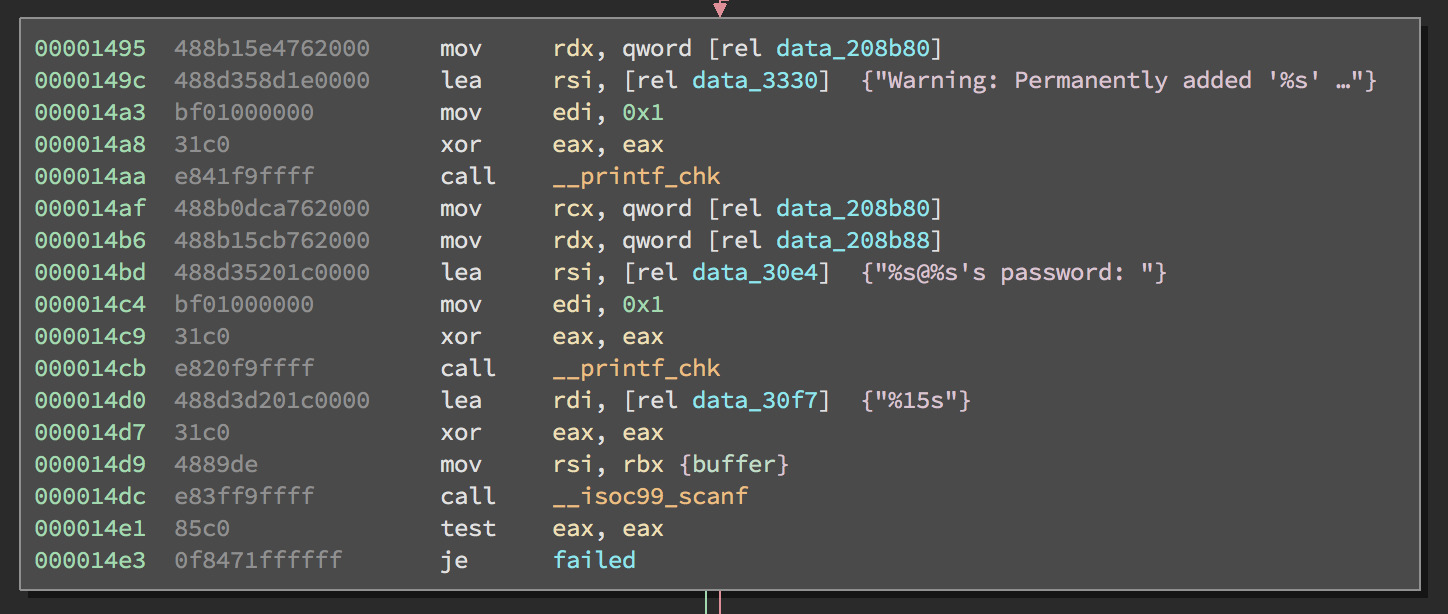 00001495 488b15e4762000 mov rdx, qword [rel data_208b80]
0000149c 488d358d1e0000 lea rsi, [rel data_3330] {"Warning: Permanently added '%s' …"}
000014a3 bf01000000 mov edi, 0x1
000014a8 31c0 xor eax, eax
000014aa e841f9ffff call __printf_chk
000014af 488b0dca762000 mov rcx, qword [rel data_208b80]
000014b6 488b15cb762000 mov rdx, qword [rel data_208b88]
000014bd 488d35201c0000 lea rsi, [rel data_30e4] {"%s@%s's password: "}
000014c4 bf01000000 mov edi, 0x1
000014c9 31c0 xor eax, eax
000014cb e820f9ffff call __printf_chk
000014d0 488d3d201c0000 lea rdi, [rel data_30f7] {"%15s"}
000014d7 31c0 xor eax, eax
000014d9 4889de mov rsi, rbx {buffer}
000014dc e83ff9ffff call __isoc99_scanf
000014e1 85c0 test eax, eax
000014e3 0f8471ffffff je failed